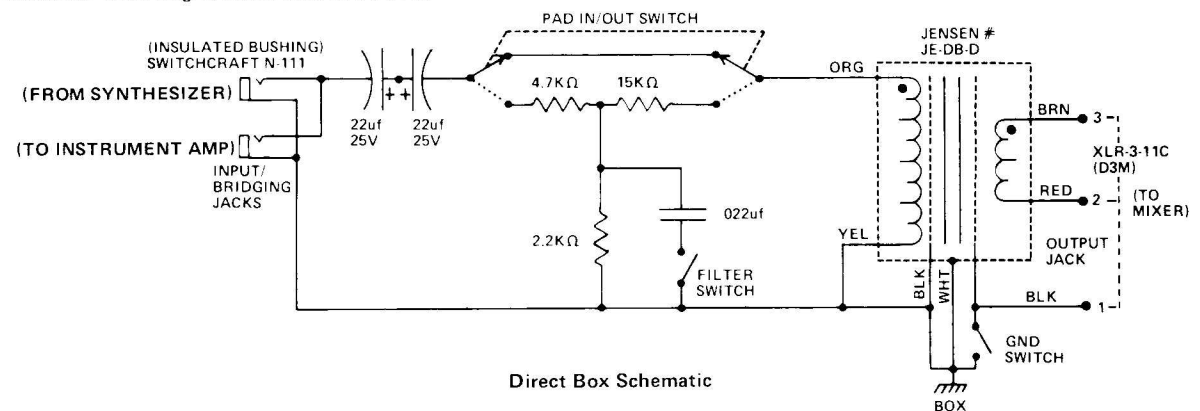 PAD IN/OUT SWITCH
JENSEN #
JE-DB-D
(INSULATED BUSHING)
SWITCHCRAFT N-111
(FROM SYNTHESIZER)
(TO INSTRUMENT AMP)
INPUT/
BRIDGING
JACKS
+ +
22uf
25V
22uf
25V
4.7KΩ
15KΩ
2.2KΩ
022uf
FILTER
SWITCH
ORG
YEL
BLK
WHT
BRN
RED
BLK
3
2
1
XLR-3-11C
(D3M)
(TO
MIXER)
OUTPUT
JACK
GND
SWITCH
BOX
Direct Box Schematic